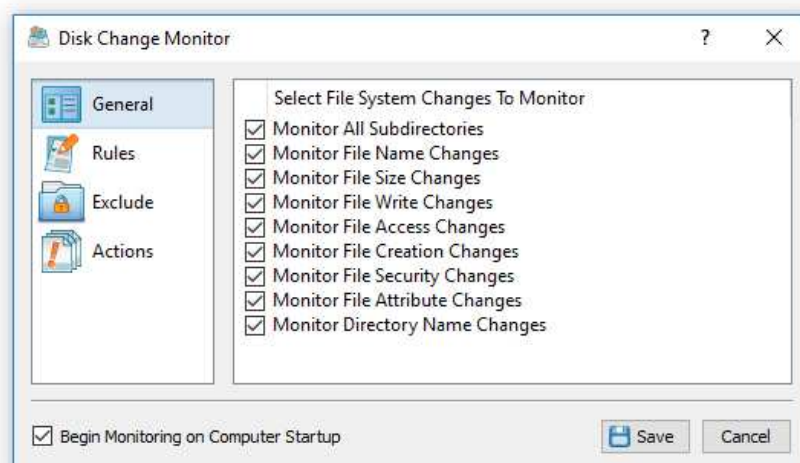 Disk Change Monitor
?
General
Rules
Exclude
Actions
Select File System Changes To Monitor
Monitor All Subdirectories
Monitor File Name Changes
Monitor File Size Changes
Monitor File Write Changes
Monitor File Access Changes
Monitor File Creation Changes
Monitor File Security Changes
Monitor File Attribute Changes
Monitor Directory Name Changes
Begin Monitoring on Computer Startup
Save
Cancel